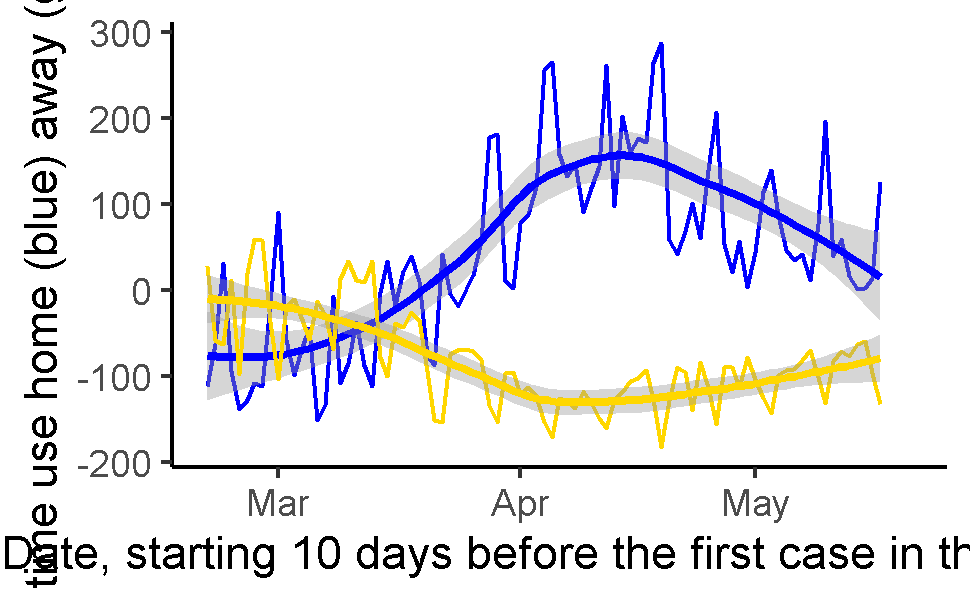 time use home (blue) away (
300
200
100
0
-100
-200
Mar Apr May
Date, starting 10 days before the first case in th